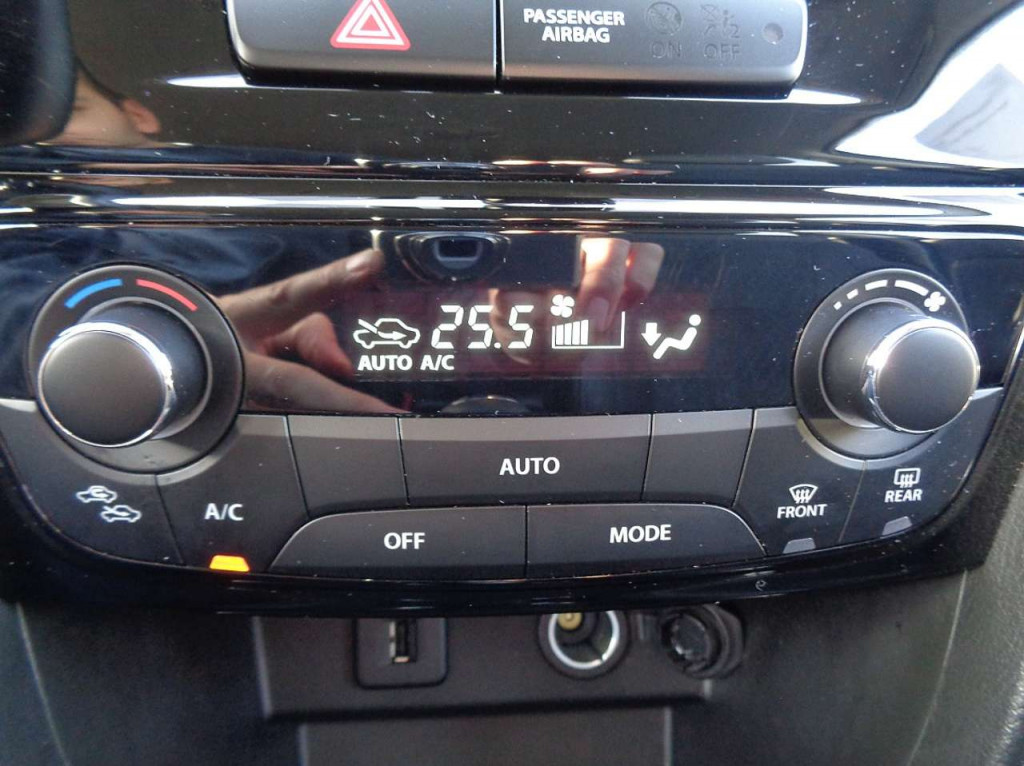 PASSENGER
AIRBAG
ON OFF
25.5
AUTO A/C
AUTO
A/C
OFF
MODE
FRONT
REAR